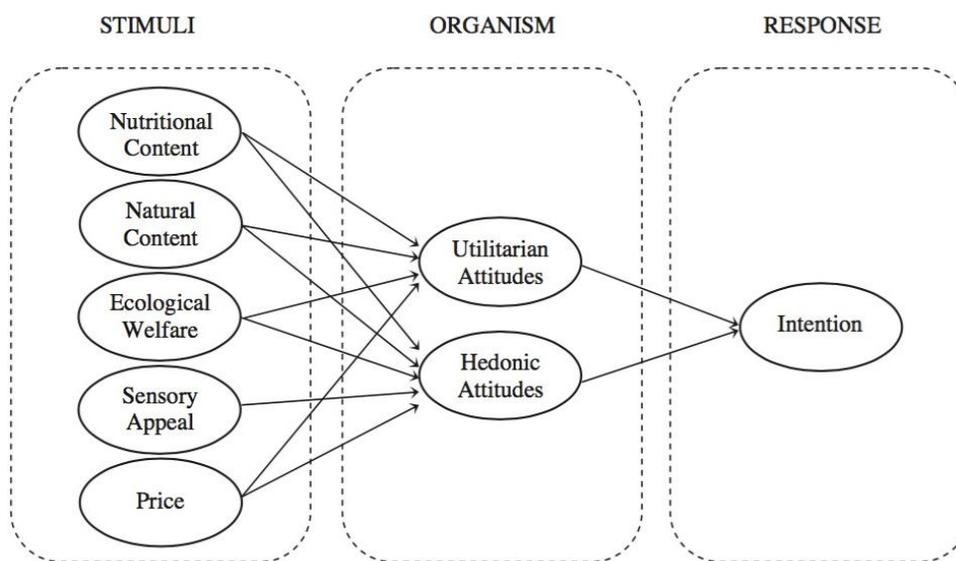 STIMULI
ORGANISM
RESPONSE
Nutritional
Content
Natural
Content
Ecological
Welfare
Sensory
Appeal
Price
Utilitarian
Attitudes
Hedonic
Attitudes
Intention